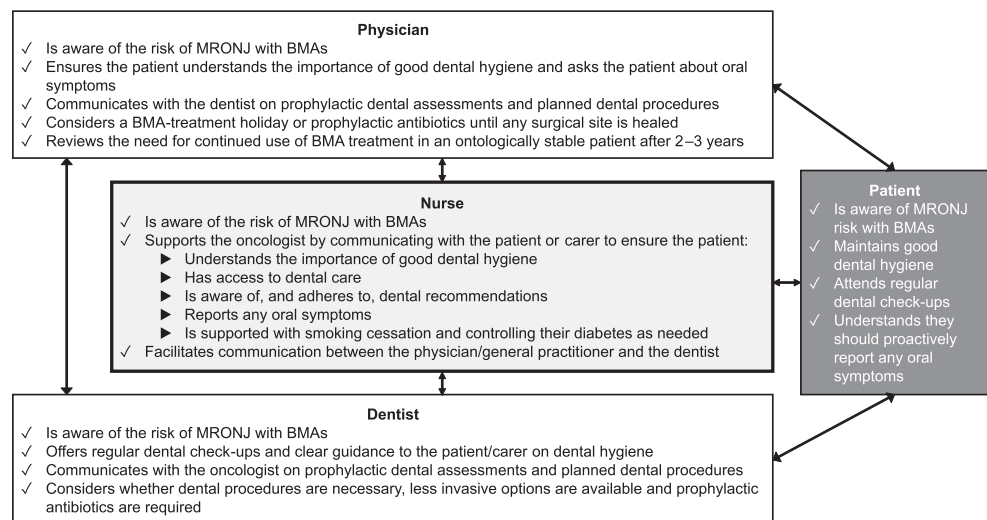 Physician
✓ Is aware of the risk of MRONJ with BMAs
✓ Ensures the patient understands the importance of good dental hygiene and asks the patient about oral
symptoms
✓ Communicates with the dentist on prophylactic dental assessments and planned dental procedures
✓ Considers a BMA-treatment holiday or prophylactic antibiotics until any surgical site is healed
✓ Reviews the need for continued use of BMA treatment in an ontologically stable patient after 2–3 years
Nurse
✓ Is aware of the risk of MRONJ with BMAs
✓ Supports the oncologist by communicating with the patient or carer to ensure the patient:
▶ Understands the importance of good dental hygiene
▶ Has access to dental care
▶ Is aware of, and adheres to, dental recommendations
▶ Reports any oral symptoms
▶ Is supported with smoking cessation and controlling their diabetes as needed
✓ Facilitates communication between the physician/general practitioner and the dentist
Patient
✓ Is aware of MRONJ
risk with BMAs
✓ Maintains good
dental hygiene
✓ Attends regular
dental check-ups
✓ Understands they
should proactively
report any oral
symptoms
Dentist
✓ Is aware of the risk of MRONJ with BMAs
✓ Offers regular dental check-ups and clear guidance to the patient/carer on dental hygiene
✓ Communicates with the oncologist on prophylactic dental assessments and planned dental procedures
✓ Considers whether dental procedures are necessary, less invasive options are available and prophylactic
antibiotics are required